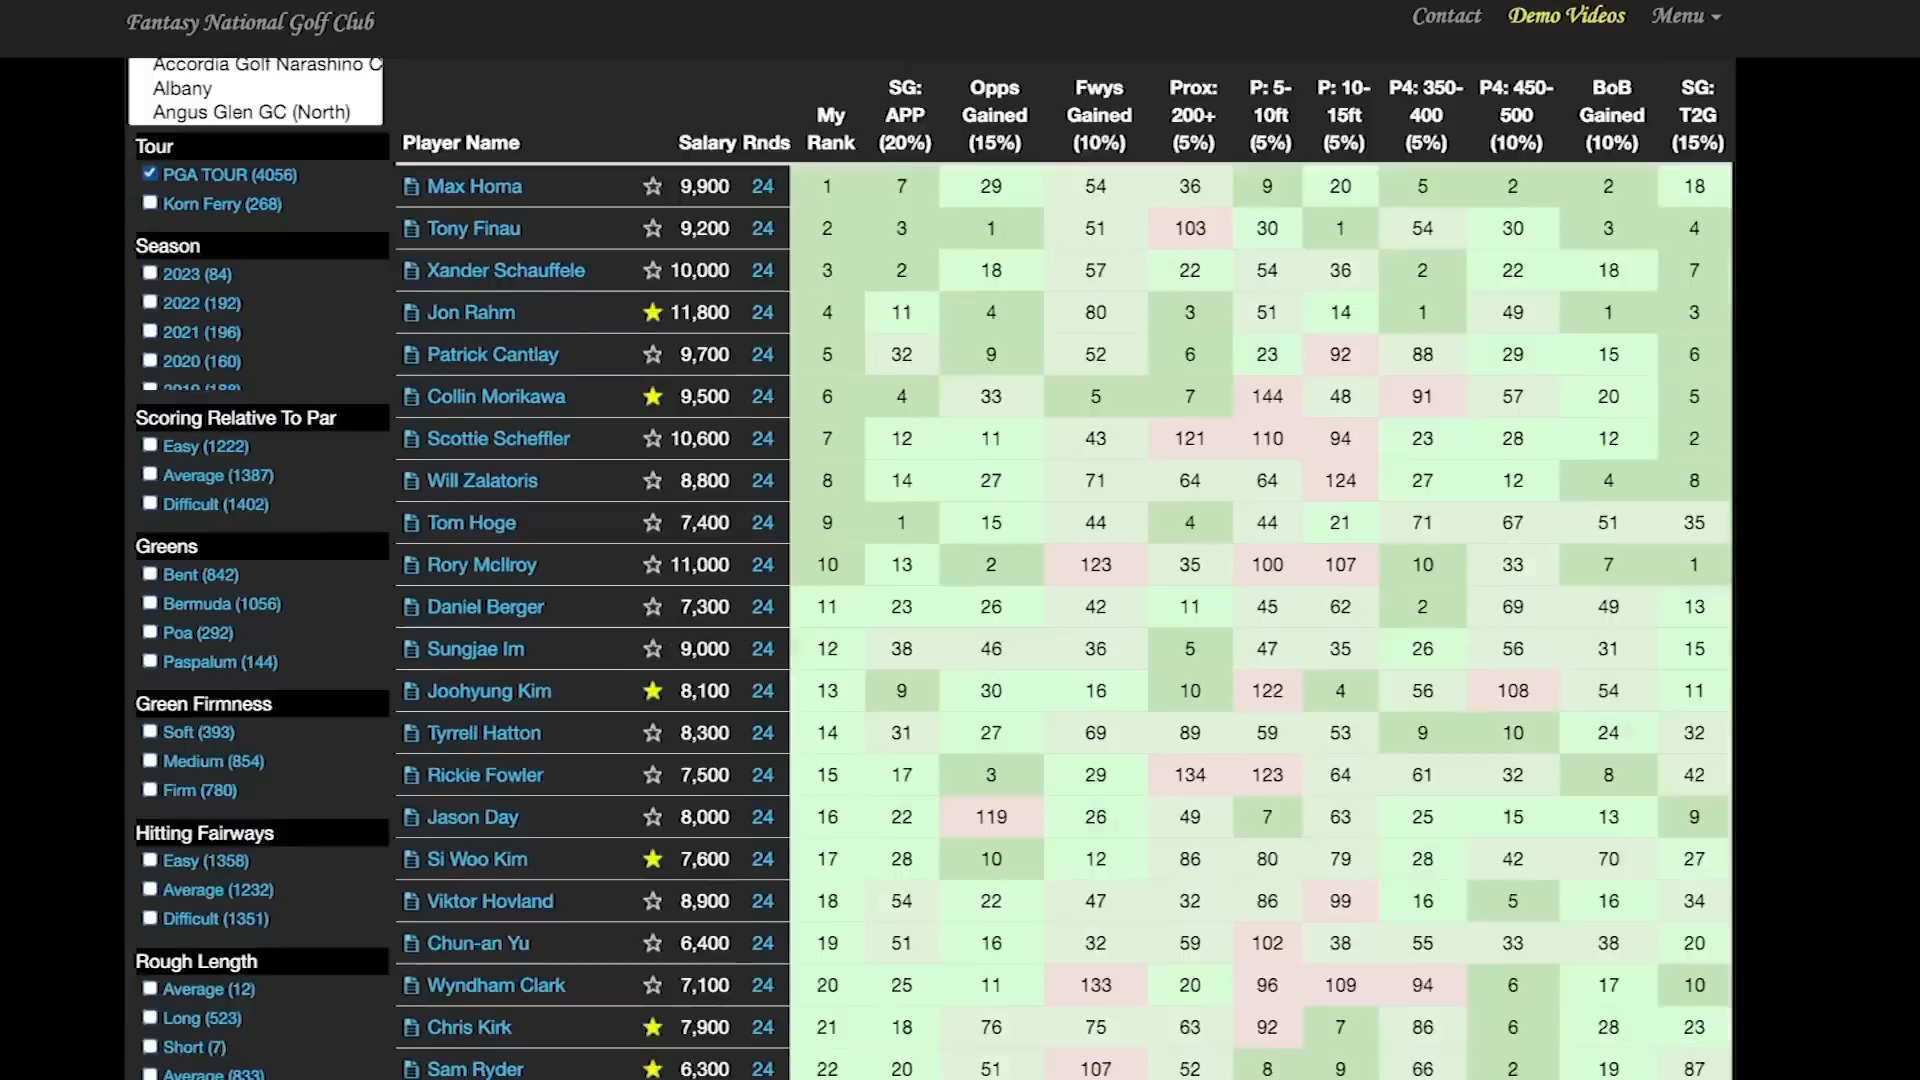 Fantasy National Golf Club
Contact Demo Videos Menu
Accordia Golf Narashino C
Albany
Angus Glen GC (North)
Tour
PGA TOUR (4056)
Korn Ferry (268)
Season
2023 (84)
2022 (192)
2021 (196)
2020 (160)
2019 (188)
Scoring Relative To Par
Easy (1222)
Average (1387)
Difficult (1402)
Greens
Bent (842)
Bermuda (1056)
Poa (292)
Paspalum (144)
Green Firmness
Soft (393)
Medium (854)
Firm (780)
Hitting Fairways
Easy (1358)
Average (1232)
Difficult (1351)
Rough Length
Average (12)
Long (523)
Short (7)
Average (833)
SG: Opps Fwys Prox: P: 5- P: 10- P4: 350- P4: 450- BoB SG:
My APP Gained Gained 200+ 10ft 15ft 400 500 Gained T2G
Player Name Salary Rnds Rank (20%) (15%) (10%) (5%) (5%) (5%) (5%) (10%) (10%) (15%)
Max Homa 9,900 24 1 7 29 54 36 9 20 5 2 2 18
Tony Finau 9,200 24 2 3 1 51 103 30 1 54 30 3 4
Xander Schauffele 10,000 24 3 2 18 57 22 54 36 2 22 18 7
Jon Rahm 11,800 24 4 11 4 80 3 51 14 1 49 1 3
Patrick Cantlay 9,700 24 5 32 9 52 6 23 92 88 29 15 6
Collin Morikawa 9,500 24 6 4 33 5 7 144 48 91 57 20 5
Scottie Scheffler 10,600 24 7 12 11 43 121 110 94 23 28 12 2
Will Zalatoris 8,800 24 8 14 27 71 64 64 124 27 12 4 8
Tom Hoge 7,400 24 9 1 15 44 4 44 21 71 67 51 35
Rory McIlroy 11,000 24 10 13 2 123 35 100 107 10 33 7 1
Daniel Berger 7,300 24 11 23 26 42 11 45 62 2 69 49 13
Sungjae Im 9,000 24 12 38 46 36 5 47 35 26 56 31 15
Joohyung Kim 8,100 24 13 9 30 16 10 122 4 56 108 54 11
Tyrrell Hatton 8,300 24 14 31 27 69 89 59 53 9 10 24 32
Rickie Fowler 7,500 24 15 17 3 29 134 123 64 61 32 8 42
Jason Day 8,000 24 16 22 119 26 49 7 63 25 15 13 9
Si Woo Kim 7,600 24 17 28 10 12 86 80 79 28 42 70 27
Viktor Hovland 8,900 24 18 54 22 47 32 86 99 16 5 16 34
Chun-an Yu 6,400 24 19 51 16 32 59 102 38 55 33 38 20
Wyndham Clark 7,100 24 20 25 11 133 20 96 109 94 6 17 10
Chris Kirk 7,900 24 21 18 76 75 63 92 7 86 6 28 23
Sam Ryder 6,300 24 22 20 51 107 52 8 9 66 2 19 87